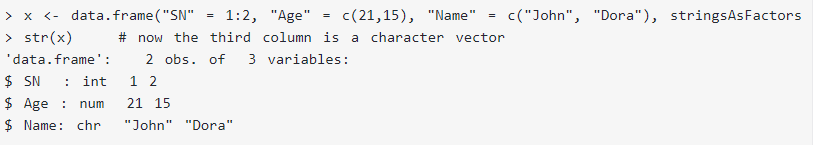 > x <- data.frame("SN" = 1:2, "Age" = c(21,15), "Name" = c("John", "Dora"), stringsAsFactors
> str(x)     # now the third column is a character vector
'data.frame':    2 obs. of  3 variables:
$ SN  : int  1 2
$ Age : num  21 15
$ Name: chr  "John" "Dora"